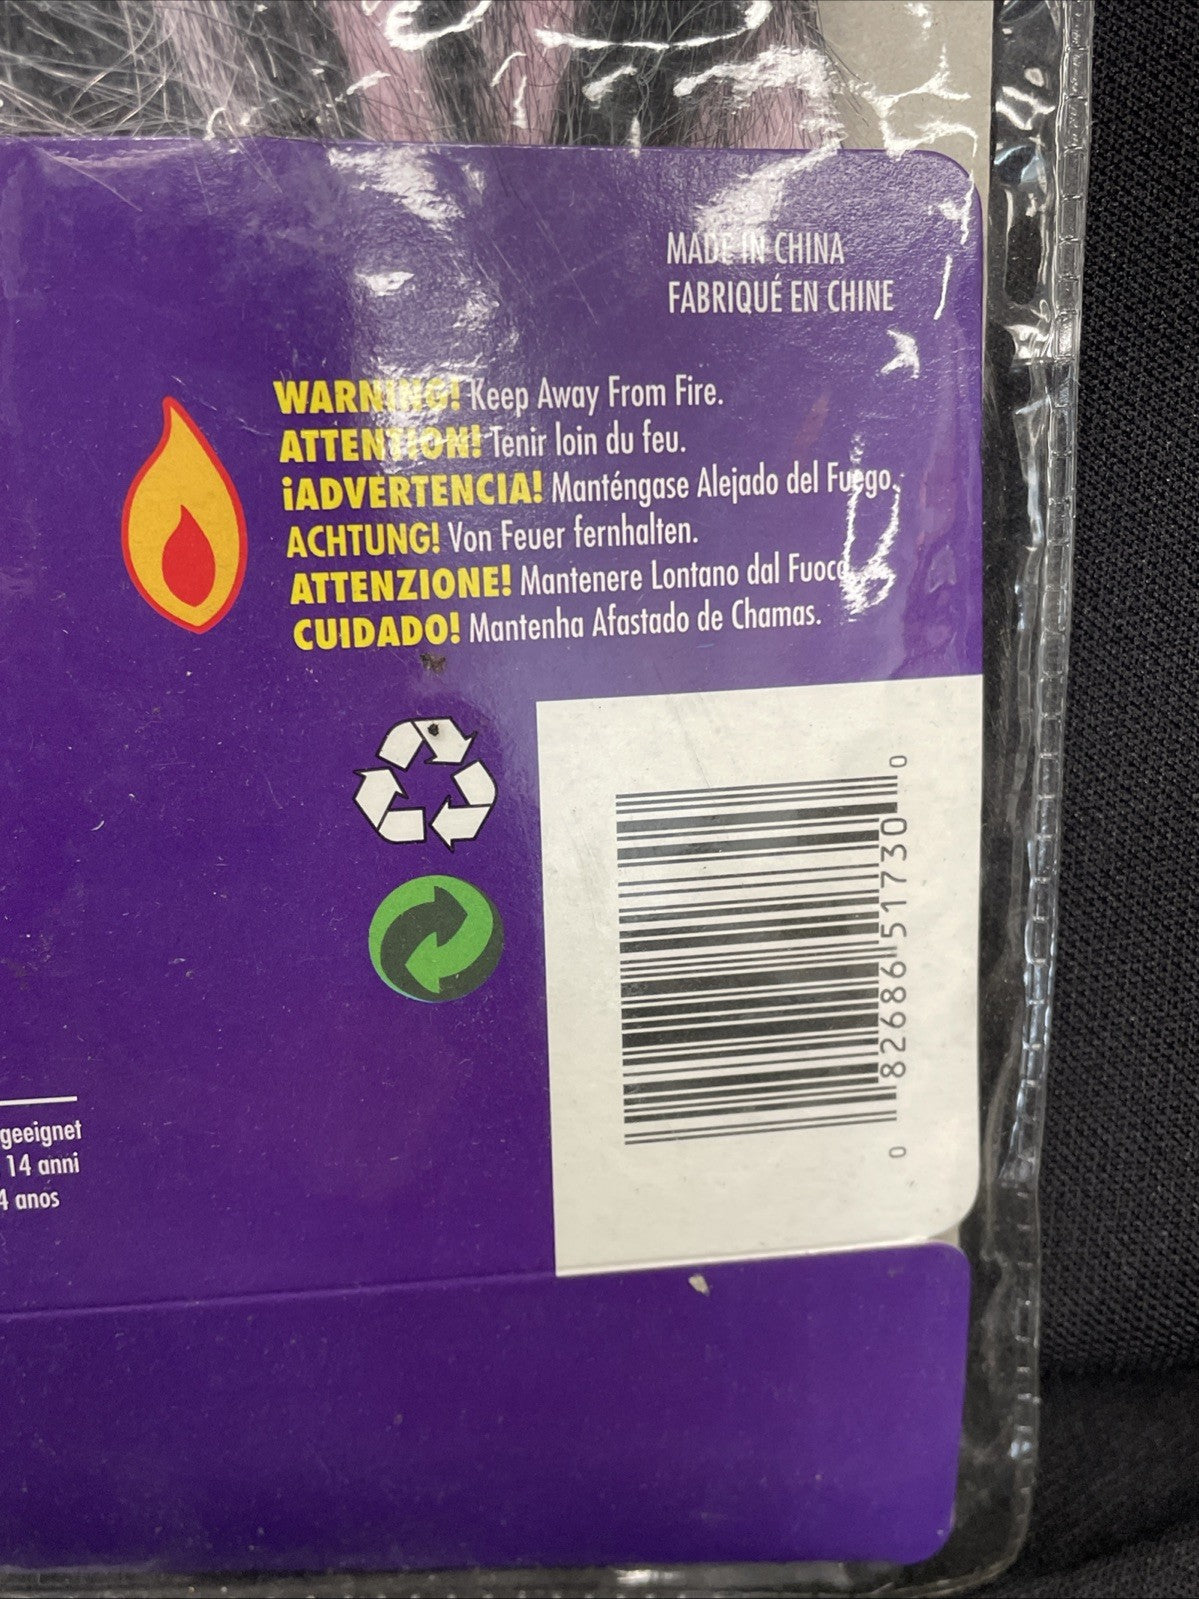 MADE IN CHINA
FABRIQUÉ EN CHINE
WARNING! Keep Away From Fire.
ATTENTION! Tenir loin du feu.
¡ADVERTENCIA! Manténgase Alejado del Fuego.
ACHTUNG! Von Feuer fernhalten.
ATTENZIONE! Mantenere Lontano dal Fuoco.
CUIDADO! Mantenha Afastado de Chamas.
0 82686 51730 0
geeignet
14 anni
4 anos